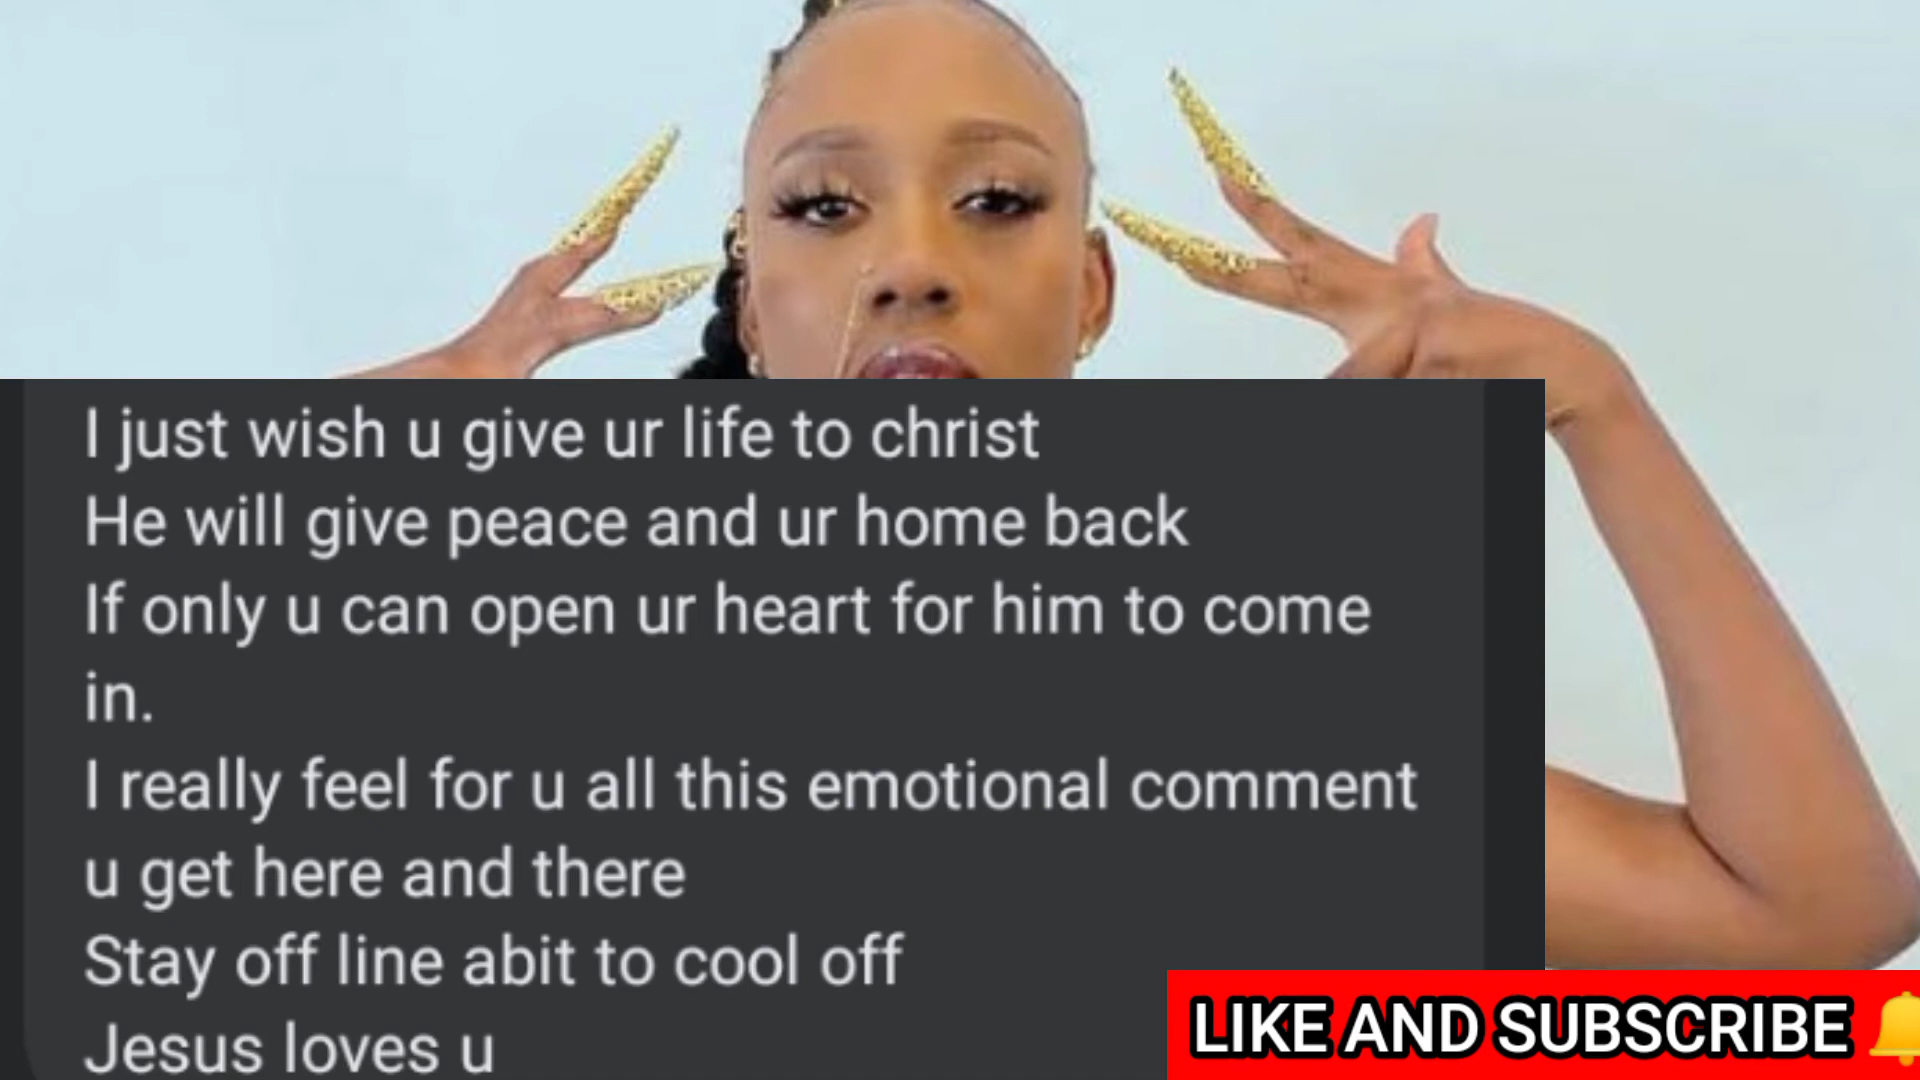 I just wish u give ur life to christ
He will give peace and ur home back
If only u can open ur heart for him to come
in.
I really feel for u all this emotional comment
u get here and there
Stay off line abit to cool off
Jesus loves u
LIKE AND SUBSCRIBE